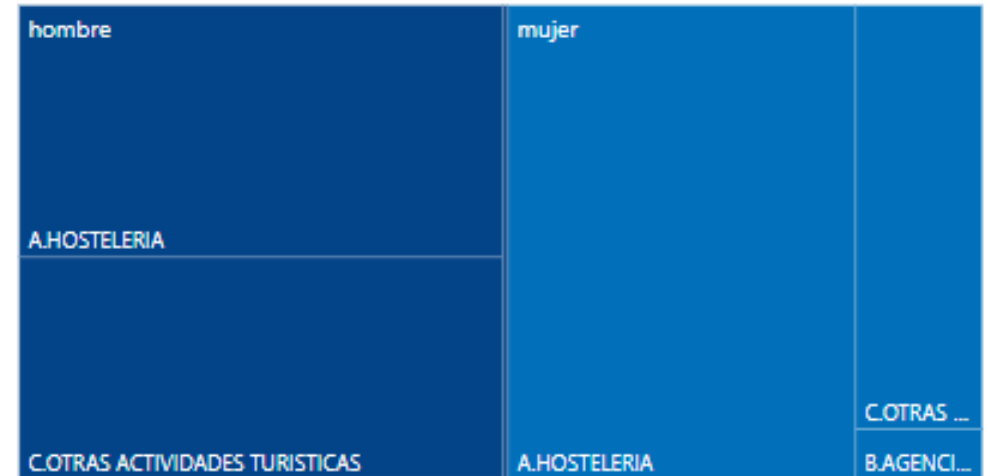 hombre
mujer
A.HOSTELERIA
C.OTRAS ...
C.OTRAS ACTIVIDADES TURISTICAS
A.HOSTELERIA
B.AGENCI...